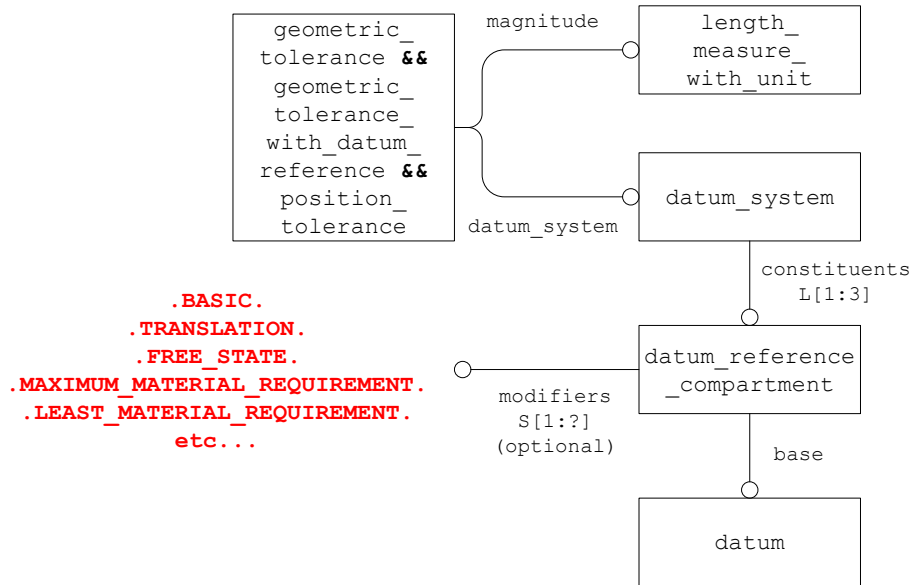 geometric_
tolerance &&
geometric_
tolerance_
with_datum_
reference &&
position_
tolerance
magnitude
length_
measure_
with_unit
datum_system
datum_system
constituents
L[1:3]
.BASIC.
.TRANSLATION.
.FREE_STATE.
.MAXIMUM_MATERIAL_REQUIREMENT.
.LEAST_MATERIAL_REQUIREMENT.
etc...
modifiers
S[1:?]
(optional)
datum_reference
_compartment
base
datum